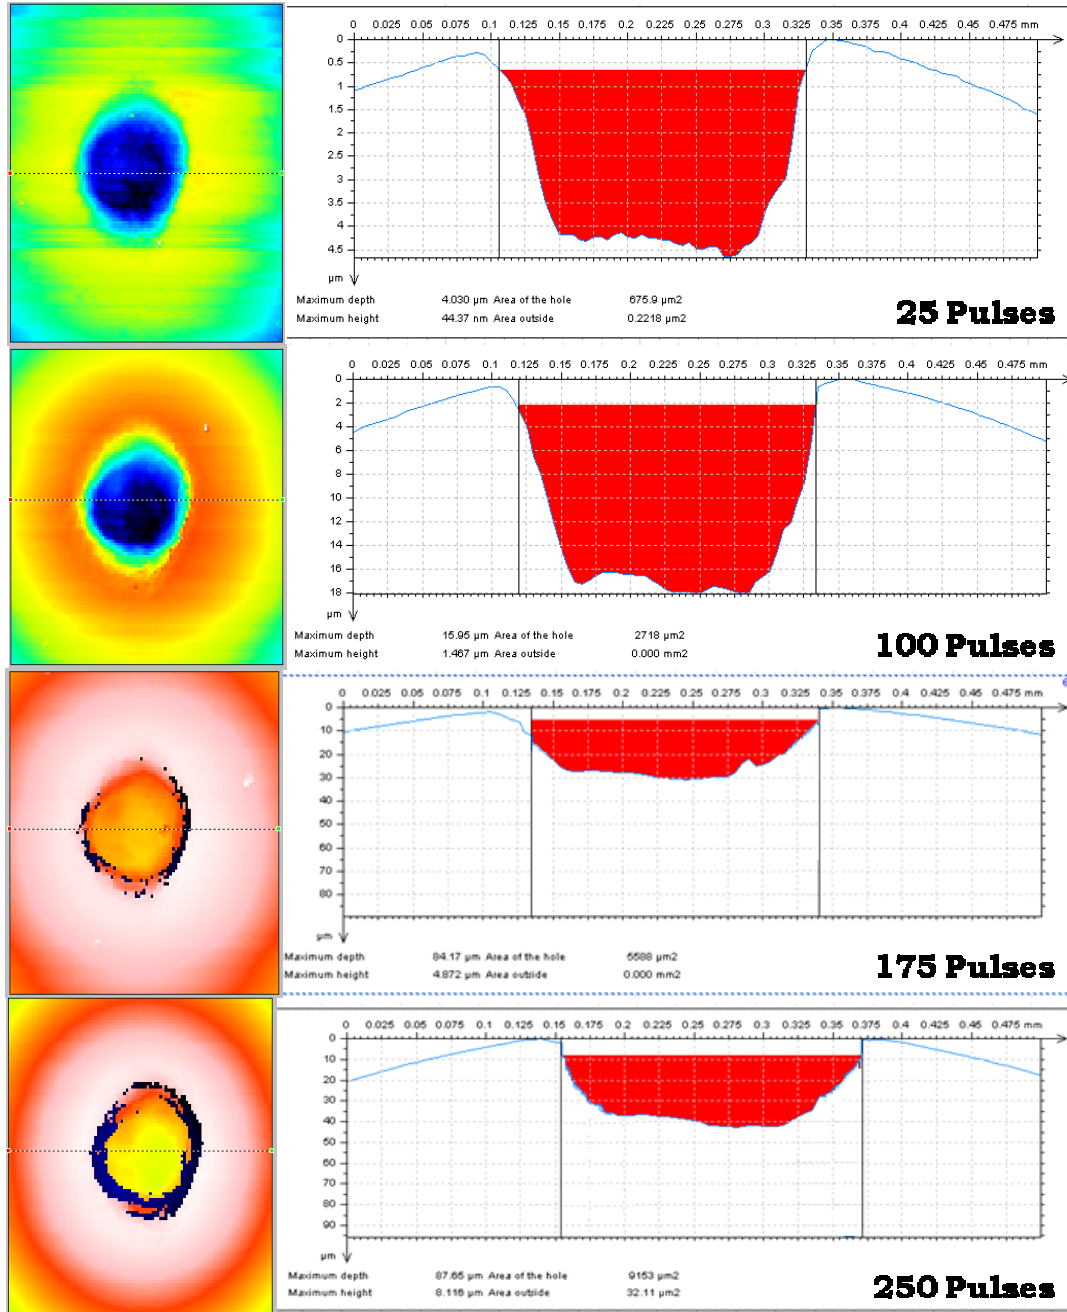 0 0.025 0.05 0.075 0.1 0.125 0.15 0.175 0.2 0.225 0.25 0.275 0.3 0.325 0.35 0.375 0.4 0.425 0.45 0.475 mm
0
0.5
1
1.5
2
2.5
3
3.5
4
4.5
µm
Maximum depth 4.030 µm Area of the hole 675.9 µm2
Maximum height 44.37 nm Area outside 0.2218 µm2
25 Pulses
0 0.025 0.05 0.075 0.1 0.125 0.15 0.175 0.2 0.225 0.25 0.275 0.3 0.325 0.35 0.375 0.4 0.425 0.45 0.475 mm
0
2
4
6
8
10
12
14
16
18
µm
Maximum depth 15.95 µm Area of the hole 2718 µm2
Maximum height 1.467 µm Area outside 0.000 mm2
100 Pulses
0 0.025 0.05 0.075 0.1 0.125 0.15 0.175 0.2 0.225 0.25 0.275 0.3 0.325 0.35 0.375 0.4 0.425 0.45 0.475 mm
0
10
20
30
40
50
60
70
80
µm
Maximum depth 84.17 µm Area of the hole 5588 µm2
Maximum height 4.872 µm Area outside 0.000 mm2
175 Pulses
0 0.025 0.05 0.075 0.1 0.125 0.15 0.175 0.2 0.225 0.25 0.275 0.3 0.325 0.35 0.375 0.4 0.425 0.45 0.475 mm
0
10
20
30
40
50
60
70
80
90
µm
Maximum depth 87.65 µm Area of the hole 9153 µm2
Maximum height 8.116 µm Area outside 32.11 µm2
250 Pulses